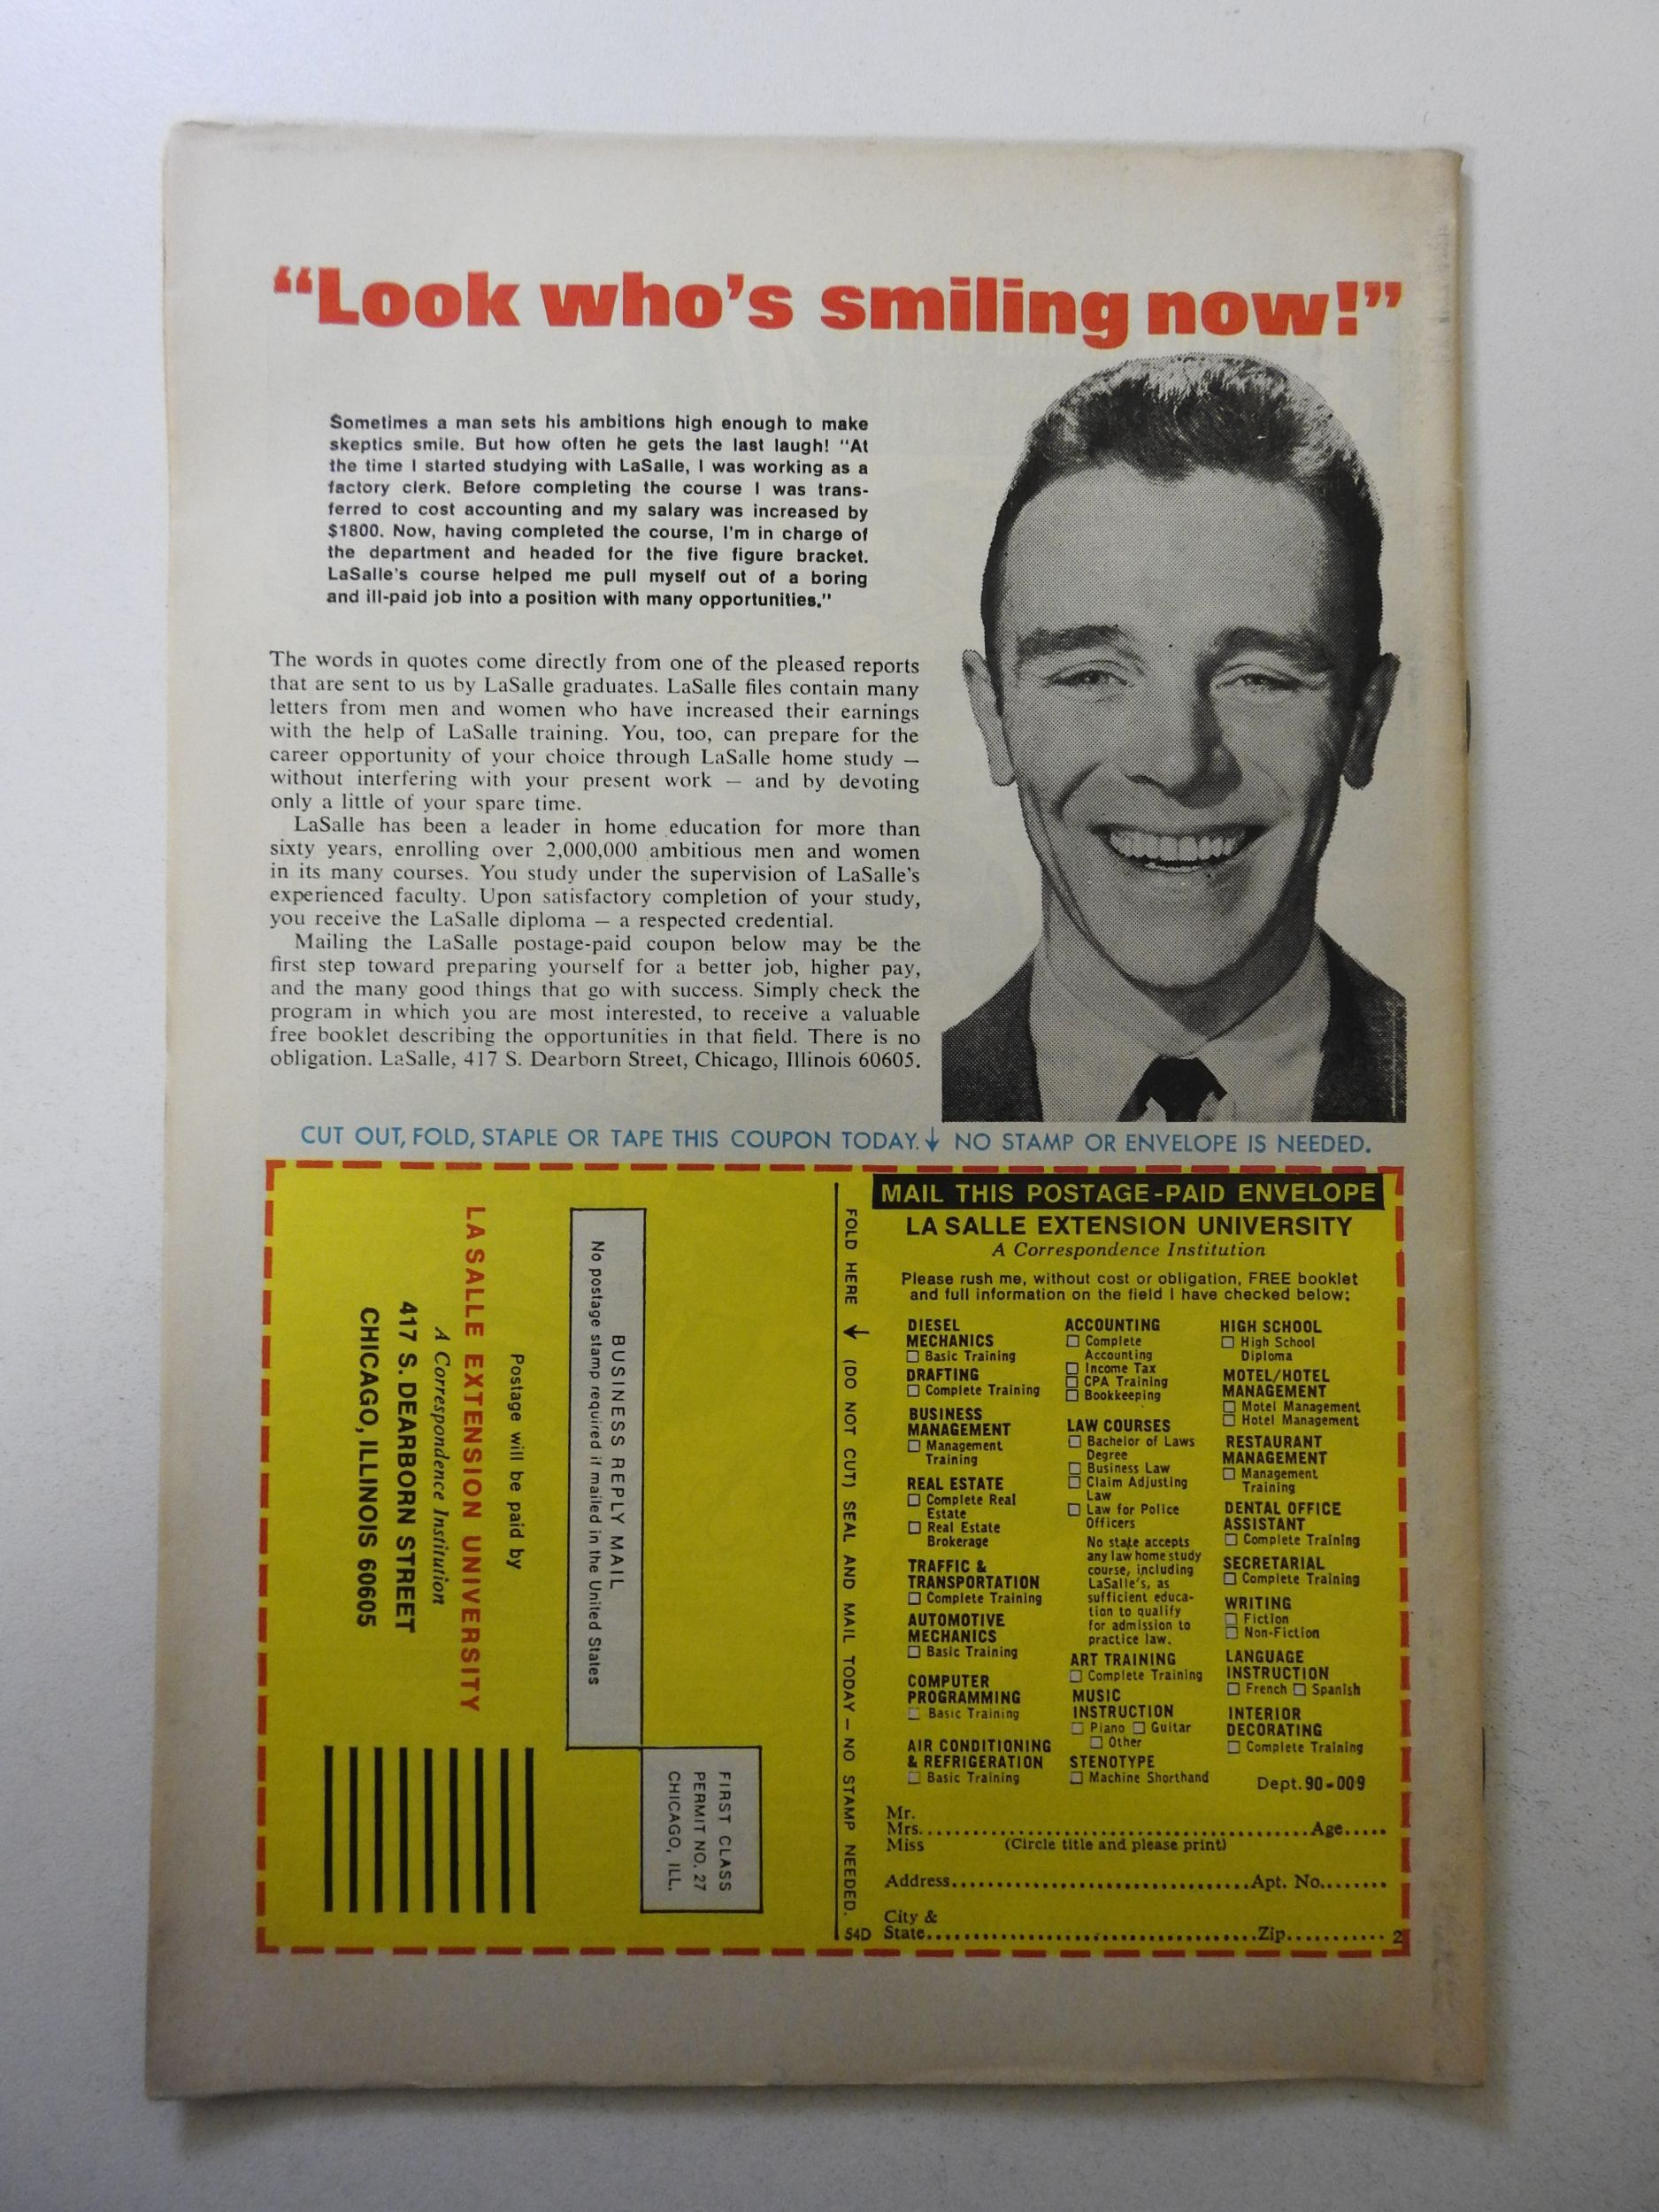 “Look who’s smiling now!”
Sometimes a man sets his ambitions high enough to make
skeptics smile. But how often he gets the last laugh! “At
the time I started studying with LaSalle, I was working as a
factory clerk. Before completing the course I was trans-
ferred to cost accounting and my salary was increased by
$1800. Now, having completed the course, I’m in charge of
the department and headed for the five figure bracket.
LaSalle’s course helped me pull myself out of a boring
and ill-paid job into a position with many opportunities.”
The words in quotes come directly from one of the pleased reports
that are sent to us by LaSalle graduates. LaSalle files contain many
letters from men and women who have increased their earnings
with the help of LaSalle training. You, too, can prepare for the
career opportunity of your choice through LaSalle home study —
without interfering with your present work — and by devoting
only a little of your spare time.
LaSalle has been a leader in home education for more than
sixty years, enrolling over 2,000,000 ambitious men and women
in its many courses. You study under the supervision of LaSalle’s
experienced faculty. Upon satisfactory completion of your study,
you receive the LaSalle diploma — a respected credential.
Mailing the LaSalle postage-paid coupon below may be the
first step toward preparing yourself for a better job, higher pay,
and the many good things that go with success. Simply check the
program in which you are most interested, to receive a valuable
free booklet describing the opportunities in that field. There is no
obligation. LaSalle, 417 S. Dearborn Street, Chicago, Illinois 60605.
CUT OUT, FOLD, STAPLE OR TAPE THIS COUPON TODAY. ↓ NO STAMP OR ENVELOPE IS NEEDED.
FIRST CLASS
PERMIT NO. 27
CHICAGO, ILL.
BUSINESS REPLY MAIL
No postage stamp required if mailed in the United States
Postage will be paid by
LA SALLE EXTENSION UNIVERSITY
A Correspondence Institution
417 S. DEARBORN STREET
CHICAGO, ILLINOIS 60605
FOLD HERE ↓ (DO NOT CUT) SEAL AND MAIL TODAY — NO STAMP NEEDED.
S4D
MAIL THIS POSTAGE-PAID ENVELOPE
LA SALLE EXTENSION UNIVERSITY
A Correspondence Institution
Please rush me, without cost or obligation, FREE booklet
and full information on the field I have checked below:
DIESEL
MECHANICS
☐ Basic Training
DRAFTING
☐ Complete Training
BUSINESS
MANAGEMENT
☐ Management
Training
REAL ESTATE
☐ Complete Real
Estate
☐ Real Estate
Brokerage
TRAFFIC &
TRANSPORTATION
☐ Complete Training
AUTOMOTIVE
MECHANICS
☐ Basic Training
COMPUTER
PROGRAMMING
☐ Basic Training
AIR CONDITIONING
& REFRIGERATION
☐ Basic Training
ACCOUNTING
☐ Complete
Accounting
☐ Income Tax
☐ CPA Training
☐ Bookkeeping
LAW COURSES
☐ Bachelor of Laws
Degree
☐ Business Law
☐ Claim Adjusting
Law
☐ Law for Police
Officers
No state accepts
any law home study
course, including
LaSalle’s, as
sufficient educa-
tion to qualify
for admission to
practice law.
ART TRAINING
☐ Complete Training
MUSIC
INSTRUCTION
☐ Piano ☐ Guitar
☐ Other
STENOTYPE
☐ Machine Shorthand
HIGH SCHOOL
☐ High School
Diploma
MOTEL/HOTEL
MANAGEMENT
☐ Motel Management
☐ Hotel Management
RESTAURANT
MANAGEMENT
☐ Management
Training
DENTAL OFFICE
ASSISTANT
☐ Complete Training
SECRETARIAL
☐ Complete Training
WRITING
☐ Fiction
☐ Non-Fiction
LANGUAGE
INSTRUCTION
☐ French ☐ Spanish
INTERIOR
DECORATING
☐ Complete Training
Dept. 90-009
Mr.
Mrs. Age
Miss (Circle title and please print)
Address Apt. No.
City &
State Zip 2